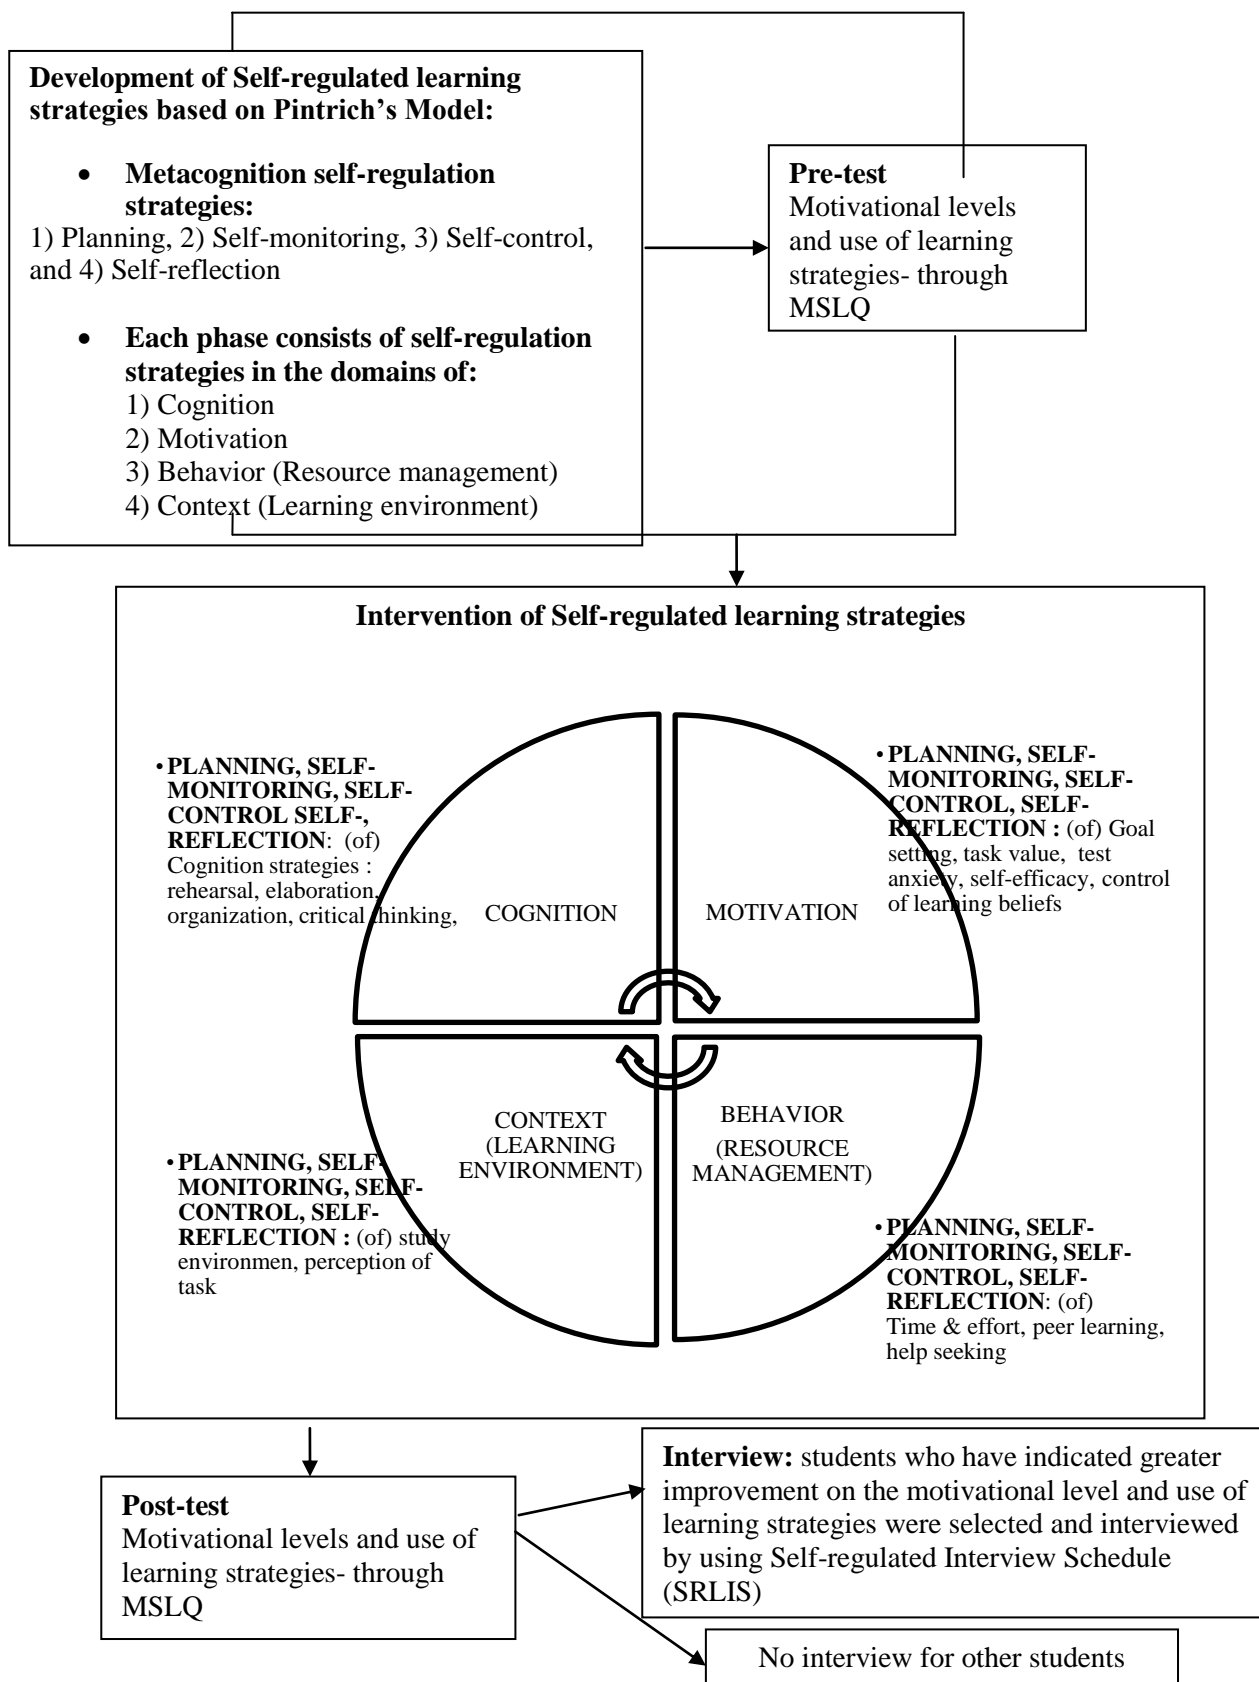 Development of Self-regulated learning
strategies based on Pintrich’s Model:
• Metacognition self-regulation
strategies:
1) Planning, 2) Self-monitoring, 3) Self-control,
and 4) Self-reflection
• Each phase consists of self-regulation
strategies in the domains of:
1) Cognition
2) Motivation
3) Behavior (Resource management)
4) Context (Learning environment)
Pre-test
Motivational levels
and use of learning
strategies- through
MSLQ
Intervention of Self-regulated learning strategies
• PLANNING, SELF-
MONITORING, SELF-
CONTROL SELF-,
REFLECTION: (of)
Cognition strategies :
rehearsal, elaboration,
organization, critical thinking,
COGNITION
• PLANNING, SELF-
MONITORING, SELF-
CONTROL, SELF-
REFLECTION : (of) Goal
setting, task value, test
anxiety, self-efficacy, control
of learning beliefs
MOTIVATION
CONTEXT
(LEARNING
ENVIRONMENT)
• PLANNING, SELF-
MONITORING, SELF-
CONTROL, SELF-
REFLECTION : (of) study
environmen, perception of
task
BEHAVIOR
(RESOURCE
MANAGEMENT)
• PLANNING, SELF-
MONITORING, SELF-
CONTROL, SELF-
REFLECTION: (of)
Time & effort, peer learning,
help seeking
Post-test
Motivational levels and use of
learning strategies- through
MSLQ
Interview: students who have indicated greater
improvement on the motivational level and use of
learning strategies were selected and interviewed
by using Self-regulated Interview Schedule
(SRLIS)
No interview for other students